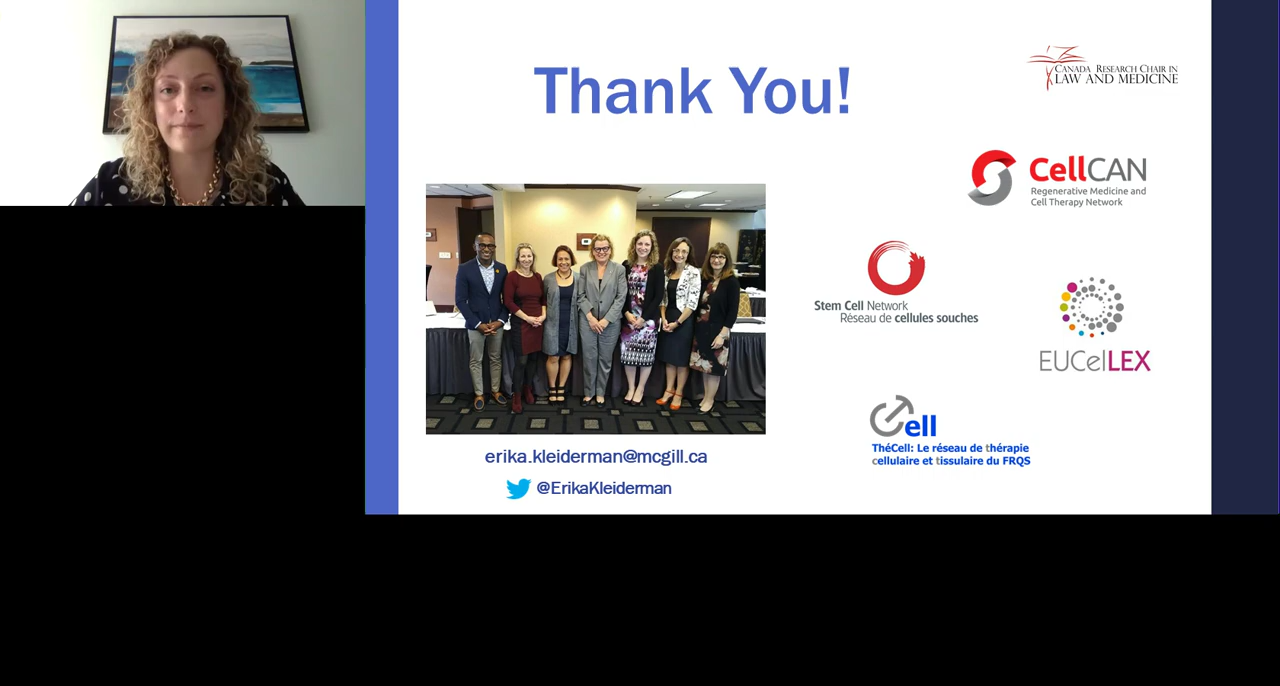 Thank You!
CANADA RESEARCH CHAIR IN
LAW AND MEDICINE
CellCAN
Regenerative Medicine and
Cell Therapy Network
Stem Cell Network
Réseau de cellules souches
EUCelLEX
Cell
ThéCell: Le réseau de thérapie
cellulaire et tissulaire du FRQS
erika.kleiderman@mcgill.ca
@ErikaKleiderman